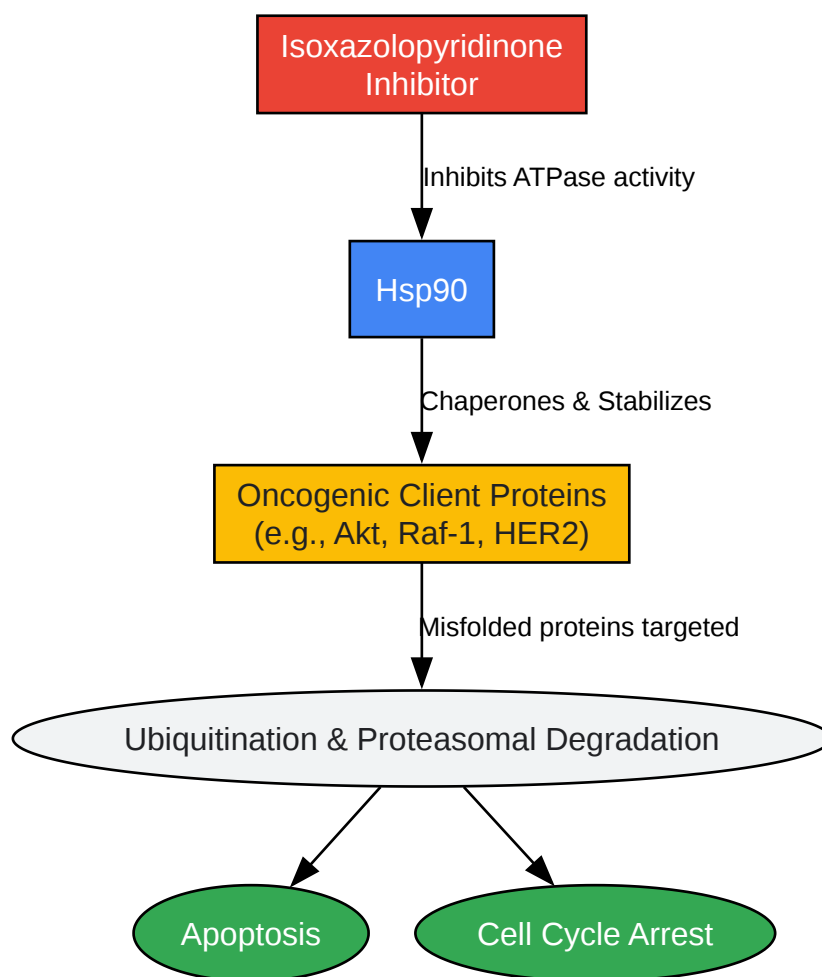 Isoxazolopyridinone
Inhibitor
Inhibits ATPase activity
Hsp90
Chaperones & Stabilizes
Oncogenic Client Proteins
(e.g., Akt, Raf-1, HER2)
Misfolded proteins targeted
Ubiquitination & Proteasomal Degradation
Apoptosis
Cell Cycle Arrest